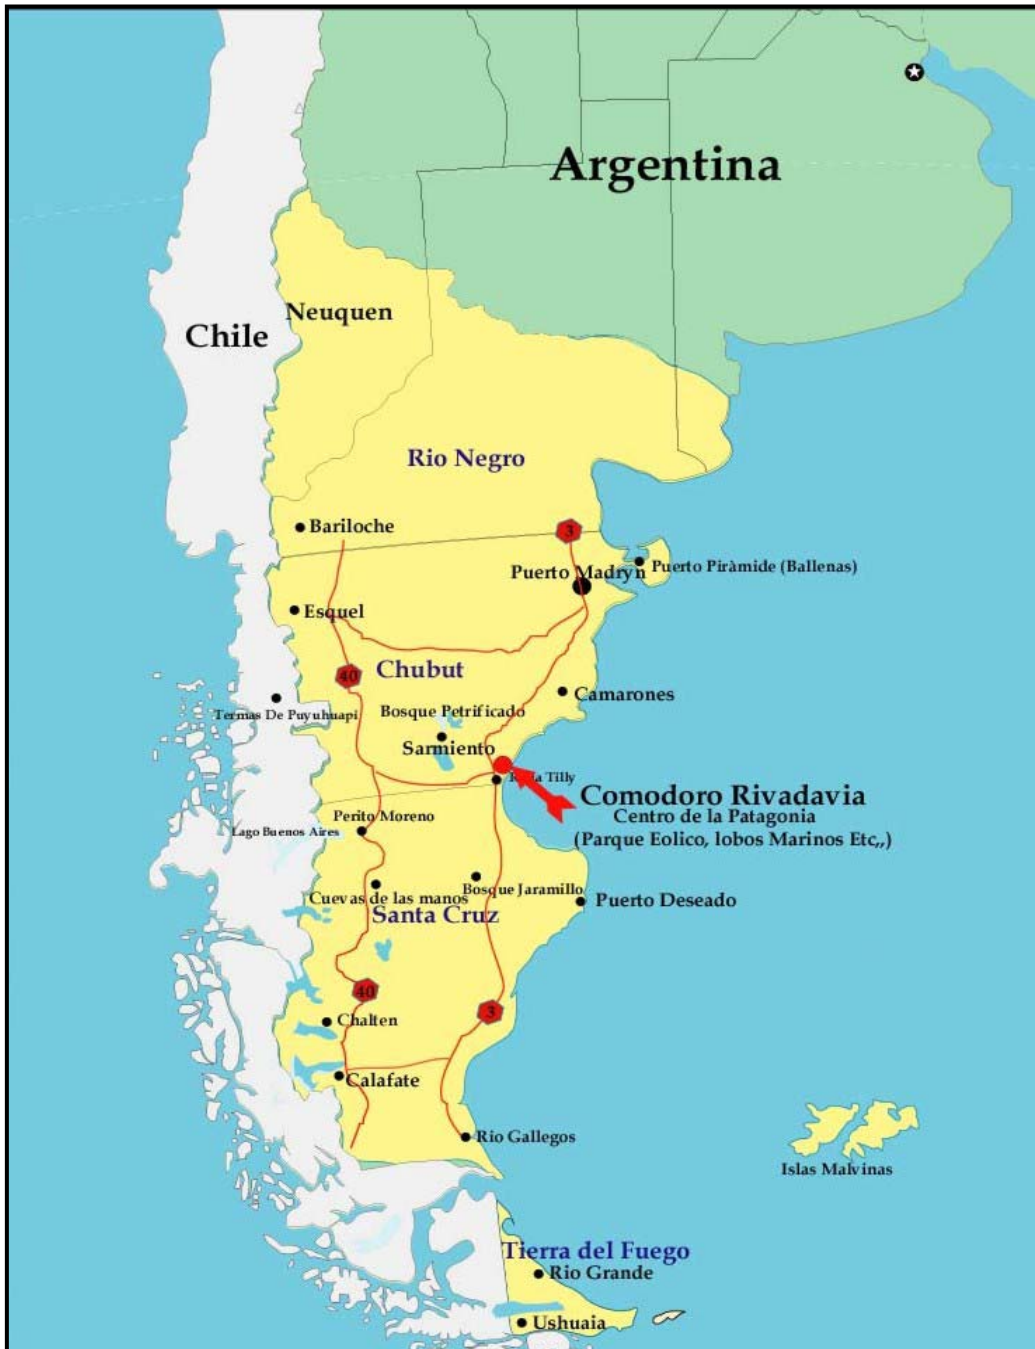 Argentina
Neuquen
Chile
Rio Negro
Bariloche
3
Puerto Madryn
Puerto Piràmide (Ballenas)
Esquel
40
Chubut
Camarones
Termas De Puyuhuapi
Bosque Petrificado
Sarmiento
Tilly
Comodoro Rivadavia
Centro de la Patagonia
(Parque Eolico, lobos Marinos Etc,,)
Perito Moreno
Lago Buenos Aires
Cuevas de las manos
Bosque Jaramillo
Santa Cruz
Puerto Deseado
40
3
Chalten
Calafate
Rio Gallegos
Islas Malvinas
Tierra del Fuego
Rio Grande
Ushuaia